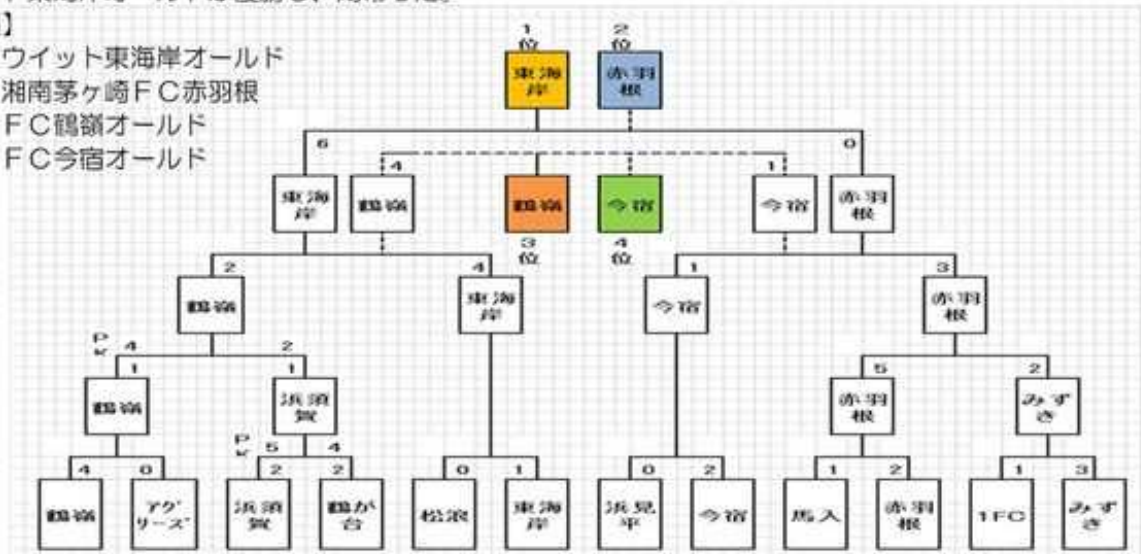 】
ウイット東海岸オールド
湘南茅ヶ崎ＦＣ赤羽根
ＦＣ鶴嶺オールド
ＦＣ今宿オールド
1位 2位
東海岸 赤羽根
6 0
4 1
東海岸 鶴嶺 鶴嶺 今宿 今宿 赤羽根
3位 4位
2 4 1 3
鶴嶺 東海岸 今宿 赤羽根
PK 4 2
1 1 5 2
鶴嶺 浜須賀 赤羽根 みずき
PK 5 4
4 0 2 2 0 1 0 2 1 2 1 3
鶴嶺 アグリーズ 浜須賀 鶴が台 松浪 東海岸 浜見平 今宿 馬入 赤羽根 1FC みずき